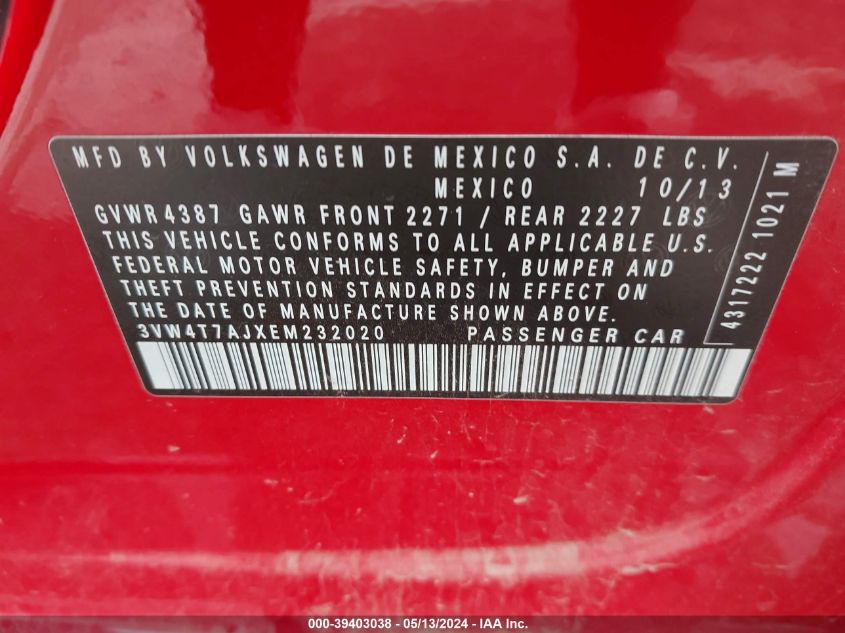 MFD BY VOLKSWAGEN DE MEXICO S.A. DE C.V.
MEXICO 10/13
GVWR 4387 GAWR FRONT 2271 / REAR 2227 LBS
THIS VEHICLE CONFORMS TO ALL APPLICABLE U.S.
FEDERAL MOTOR VEHICLE SAFETY, BUMPER AND
THEFT PREVENTION STANDARDS IN EFFECT ON
THE DATE OF MANUFACTURE SHOWN ABOVE.
3VW4T7AJXEM232020 PASSENGER CAR
4317222 1021 M
000-39403038 - 05/13/2024 - IAA Inc.